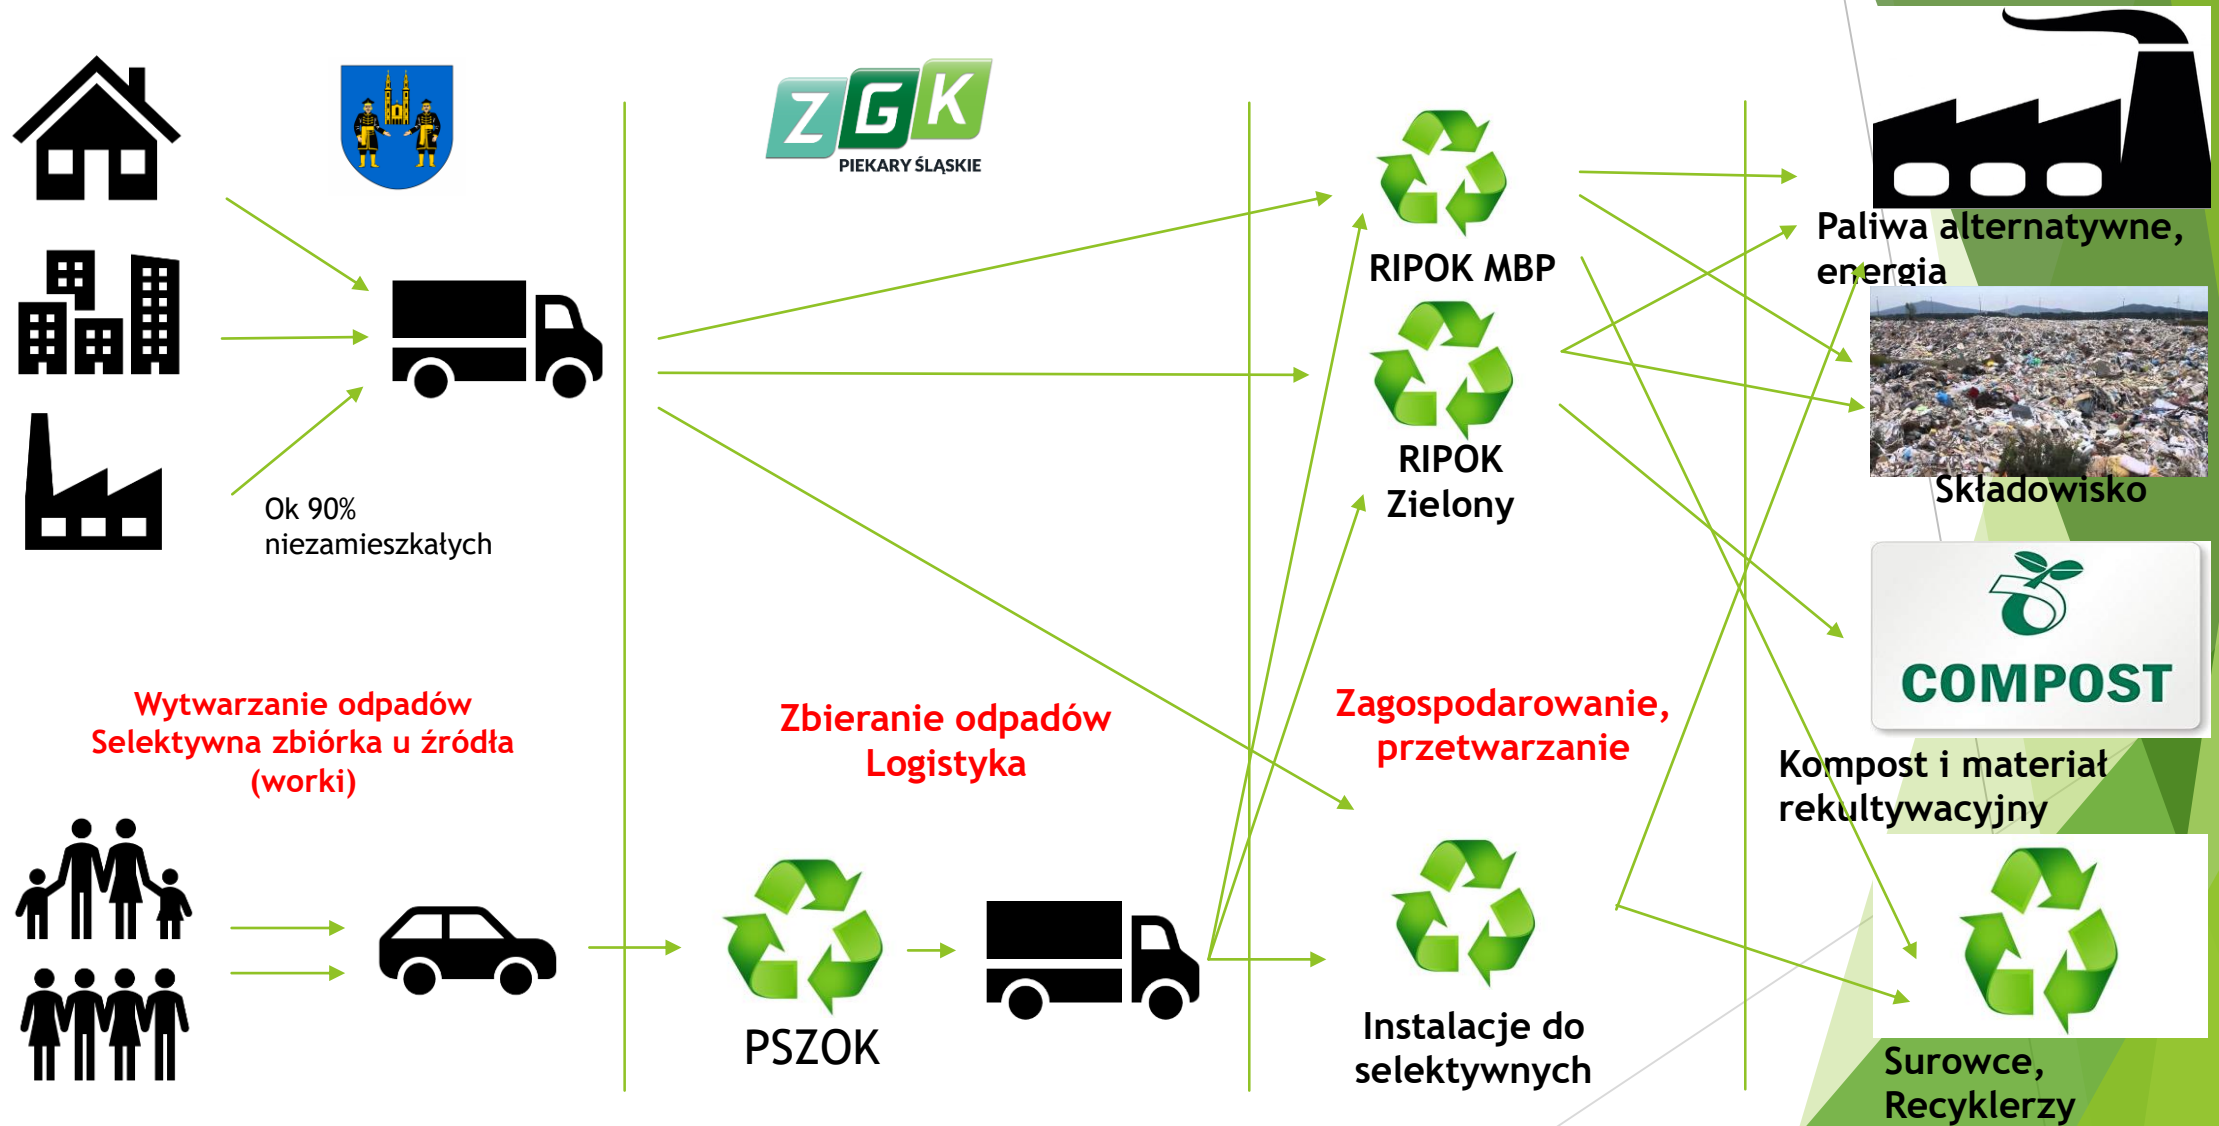 ZGK
PIEKARY ŚLĄSKIE
Ok 90%
niezamieszkałych
Wytwarzanie odpadów
Selektywna zbiórka u źródła
(worki)
Zbieranie odpadów
Logistyka
PSZOK
RIPOK MBP
RIPOK
Zielony
Zagospodarowanie,
przetwarzanie
Instalacje do
selektywnych
Paliwa alternatywne,
energia
Składowisko
COMPOST
Kompost i materiał
rekultywacyjny
Surowce,
Recyklerzy